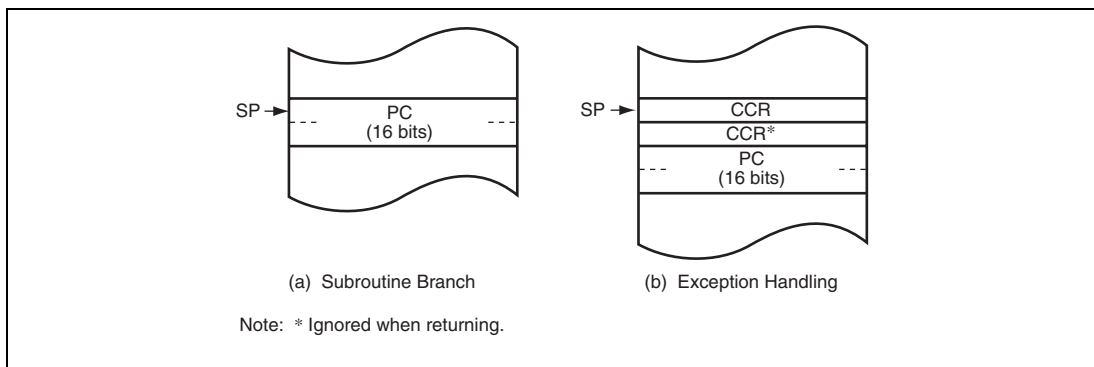 SP
PC
(16 bits)
(a) Subroutine Branch
SP
CCR
CCR*
PC
(16 bits)
(b) Exception Handling
Note: * Ignored when returning.